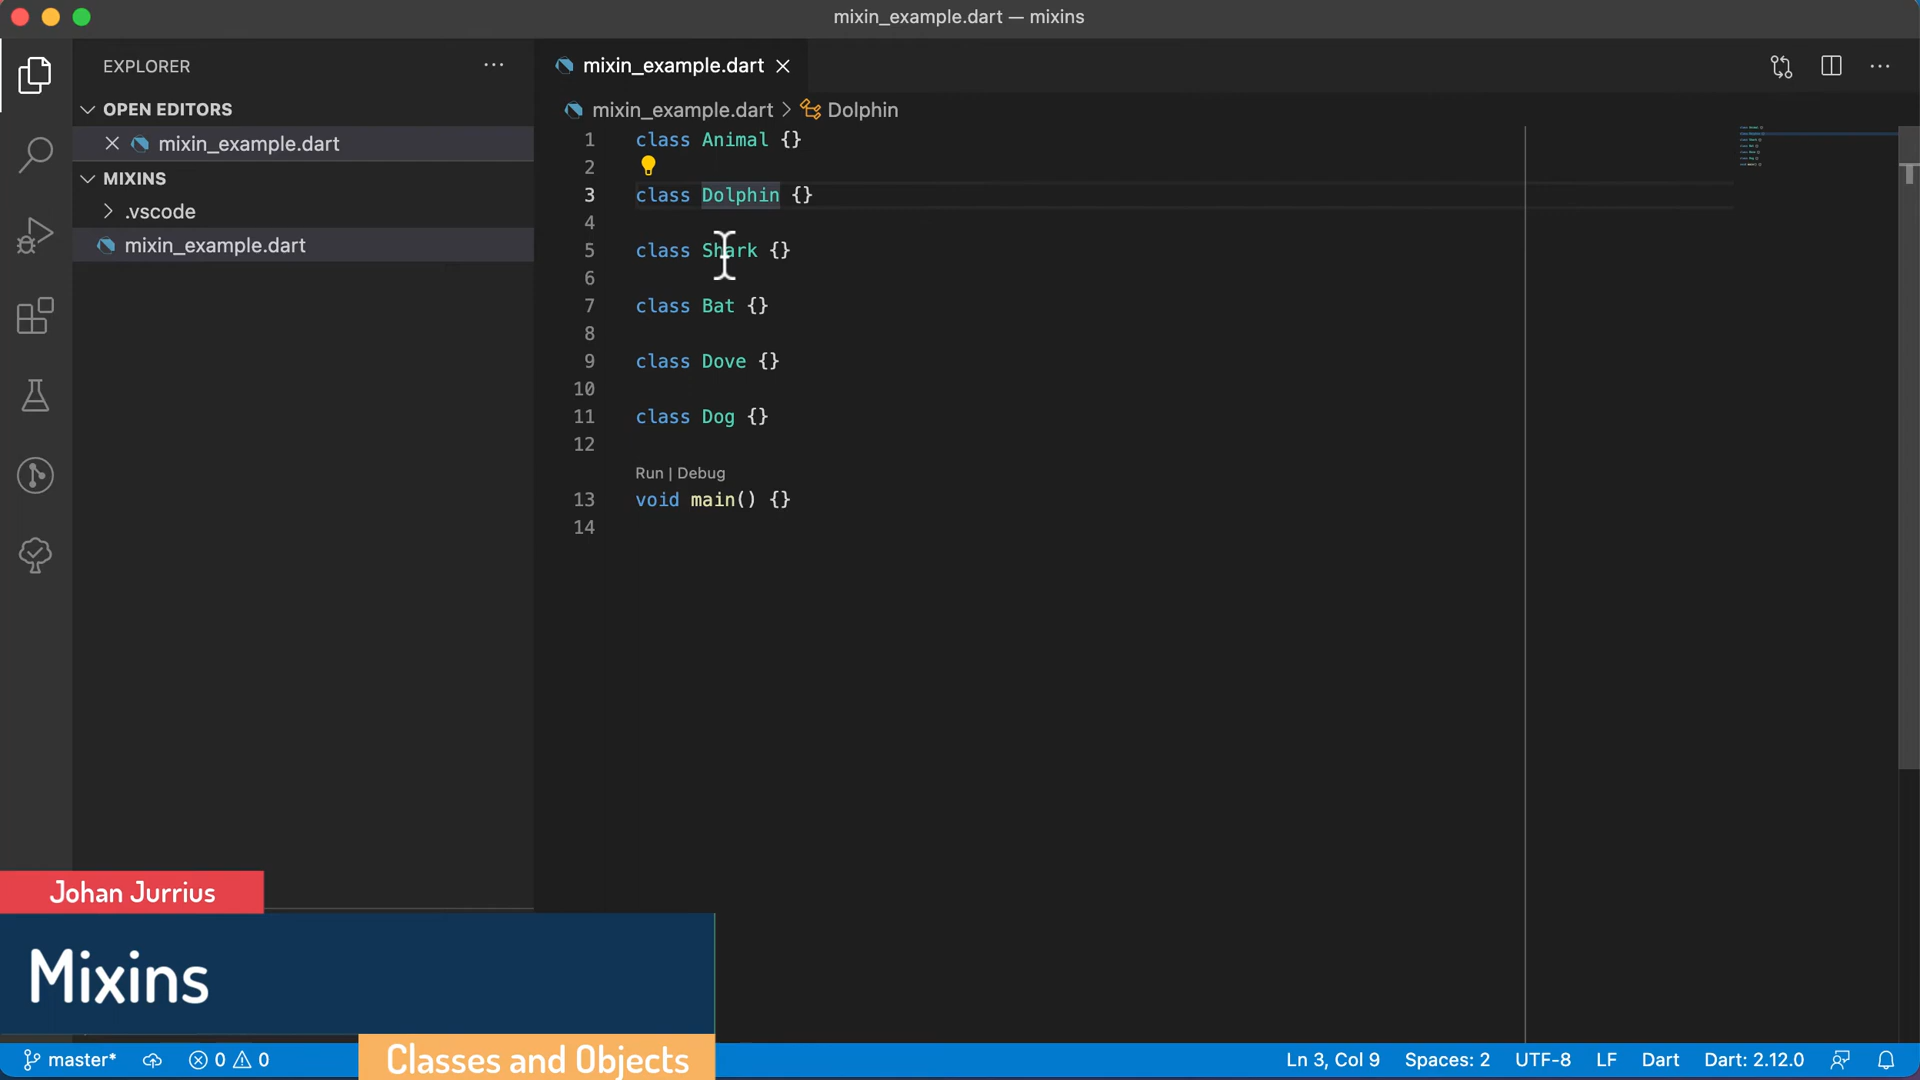 mixin_example.dart — mixins
EXPLORER
OPEN EDITORS
mixin_example.dart
MIXINS
.vscode
mixin_example.dart
mixin_example.dart
mixin_example.dart > Dolphin
1 class Animal {}
2
3 class Dolphin {}
4
5 class Shark {}
6
7 class Bat {}
8
9 class Dove {}
10
11 class Dog {}
12
Run | Debug
13 void main() {}
14
Johan Jurrius
Mixins
Classes and Objects
master* 0 0
Ln 3, Col 9 Spaces: 2 UTF-8 LF Dart Dart: 2.12.0